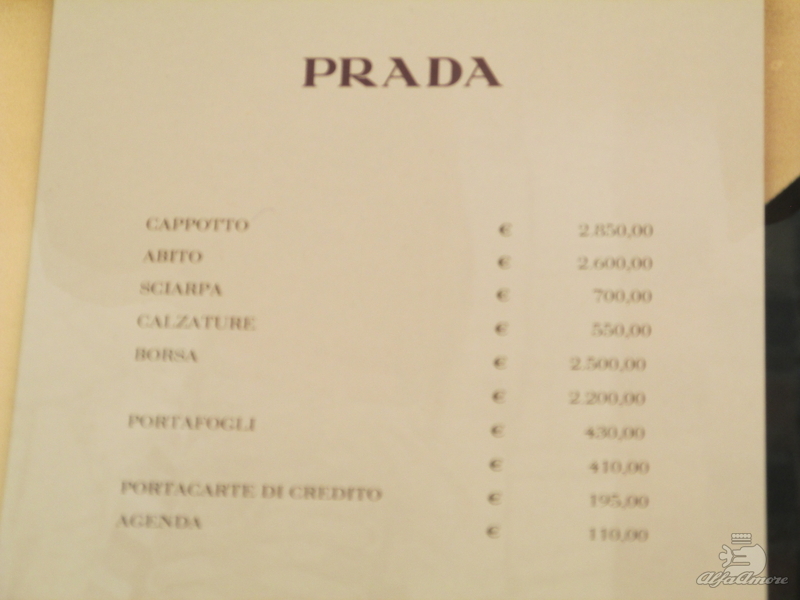 PRADA
CAPPOTTO € 2.850,00
ABITO € 2.600,00
SCIARPA € 700,00
CALZATURE € 550,00
BORSA € 2.500,00
€ 2.200,00
PORTAFOGLI € 430,00
€ 410,00
PORTACARTE DI CREDITO € 195,00
AGENDA € 110,00
AlfaAmore